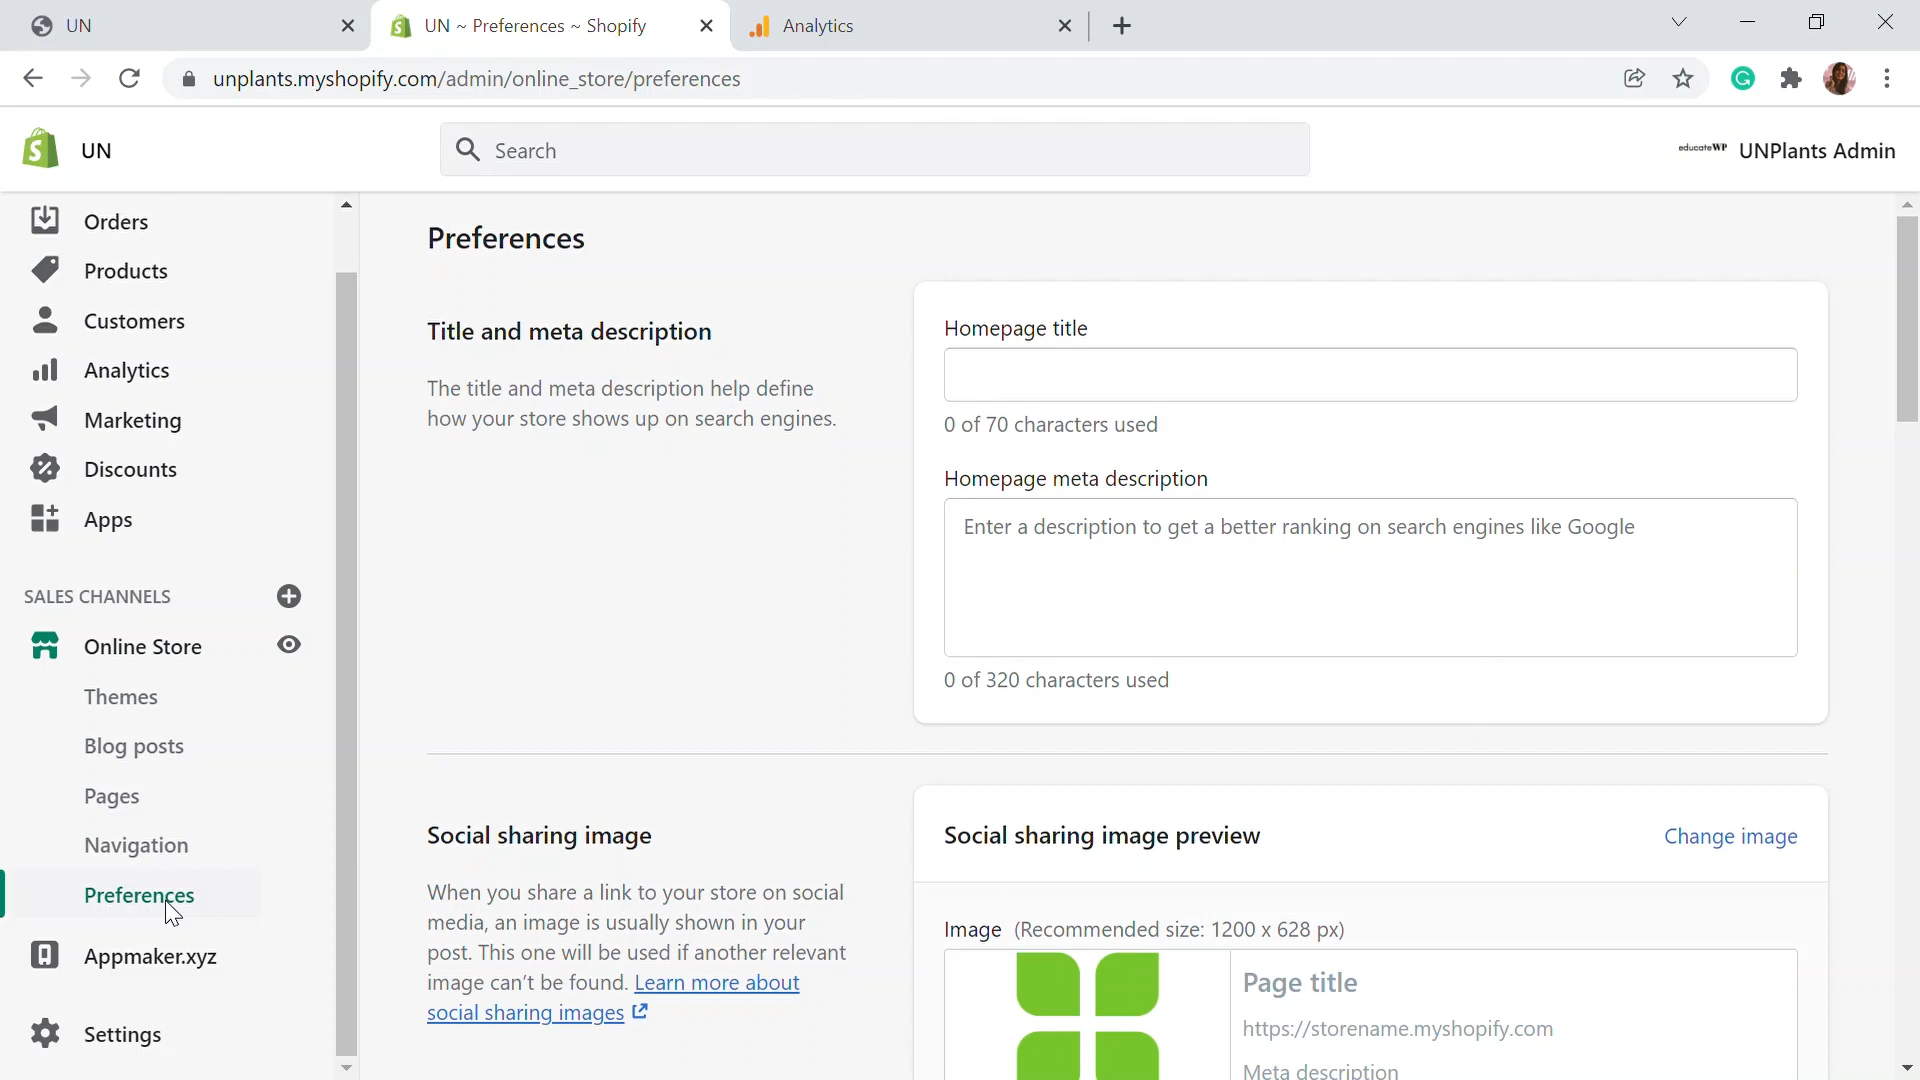 UN
UN ~ Preferences ~ Shopify
Analytics
unplants.myshopify.com/admin/online_store/preferences
UN
Search
educateWP
UNPlants Admin
Orders
Products
Customers
Analytics
Marketing
Discounts
Apps
SALES CHANNELS
Online Store
Themes
Blog posts
Pages
Navigation
Preferences
Appmaker.xyz
Settings
Preferences
Title and meta description
The title and meta description help define
how your store shows up on search engines.
Homepage title
0 of 70 characters used
Homepage meta description
Enter a description to get a better ranking on search engines like Google
0 of 320 characters used
Social sharing image
When you share a link to your store on social
media, an image is usually shown in your
post. This one will be used if another relevant
image can't be found. Learn more about
social sharing images
Social sharing image preview
Change image
Image (Recommended size: 1200 x 628 px)
Page title
https://storename.myshopify.com
Meta description